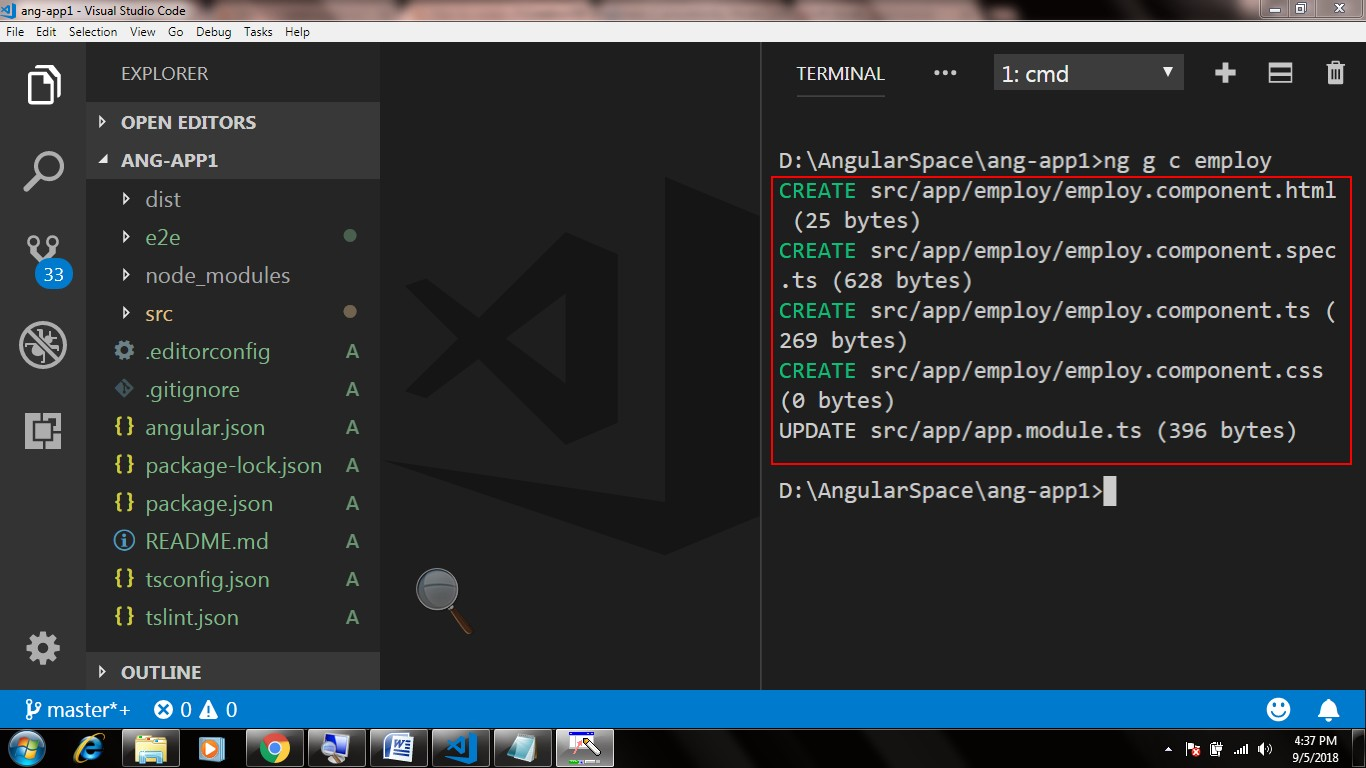 ang-app1 - Visual Studio Code
File Edit Selection View Go Debug Tasks Help
EXPLORER
OPEN EDITORS
ANG-APP1
dist
e2e
node_modules
src
.editorconfig A
.gitignore A
angular.json A
package-lock.json A
package.json A
README.md A
tsconfig.json A
tslint.json A
OUTLINE
33
TERMINAL ••• 1: cmd
D:\AngularSpace\ang-app1>ng g c employ
CREATE src/app/employ/employ.component.html
(25 bytes)
CREATE src/app/employ/employ.component.spec
.ts (628 bytes)
CREATE src/app/employ/employ.component.ts (
269 bytes)
CREATE src/app/employ/employ.component.css
(0 bytes)
UPDATE src/app/app.module.ts (396 bytes)
D:\AngularSpace\ang-app1>
master*+ 0 0
4:37 PM
9/5/2018